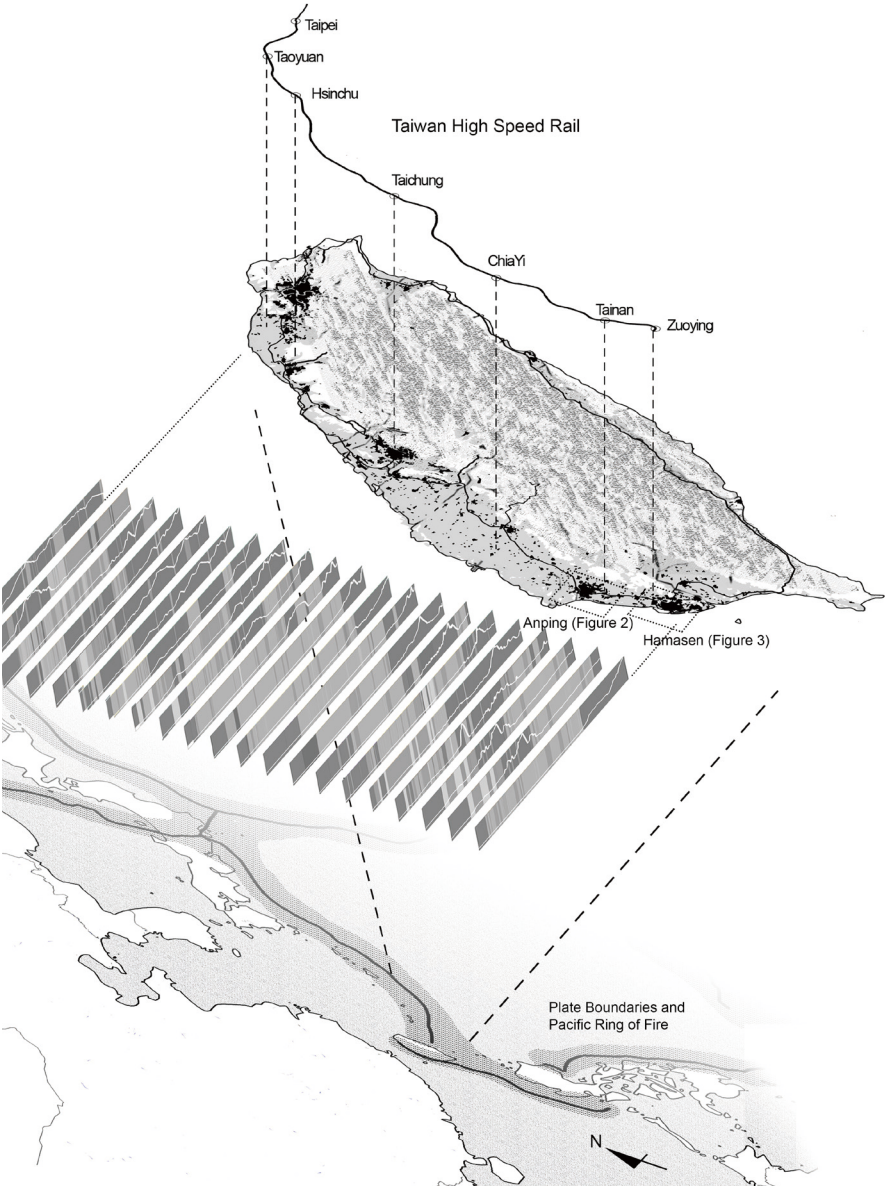 Taipei
Taoyuan
Hsinchu
Taiwan High Speed Rail
Taichung
ChiaYi
Tainan
Zuoying
Anping (Figure 2)
Hamasen (Figure 3)
Plate Boundaries and
Pacific Ring of Fire
N